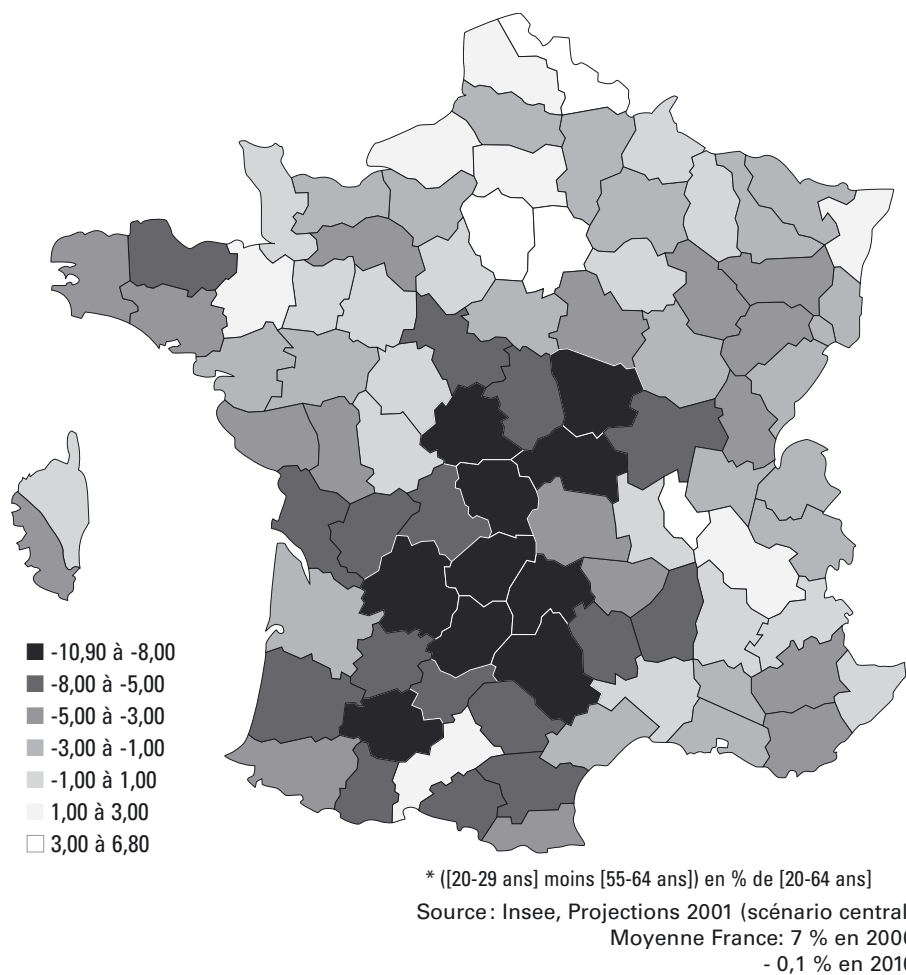 -10,90 à -8,00
-8,00 à -5,00
-5,00 à -3,00
-3,00 à -1,00
-1,00 à 1,00
1,00 à 3,00
3,00 à 6,80
* ([20-29 ans] moins [55-64 ans]) en % de [20-64 ans]
Source : Insee, Projections 2001 (scénario central
Moyenne France: 7 % en 200
- 0,1 % en 201